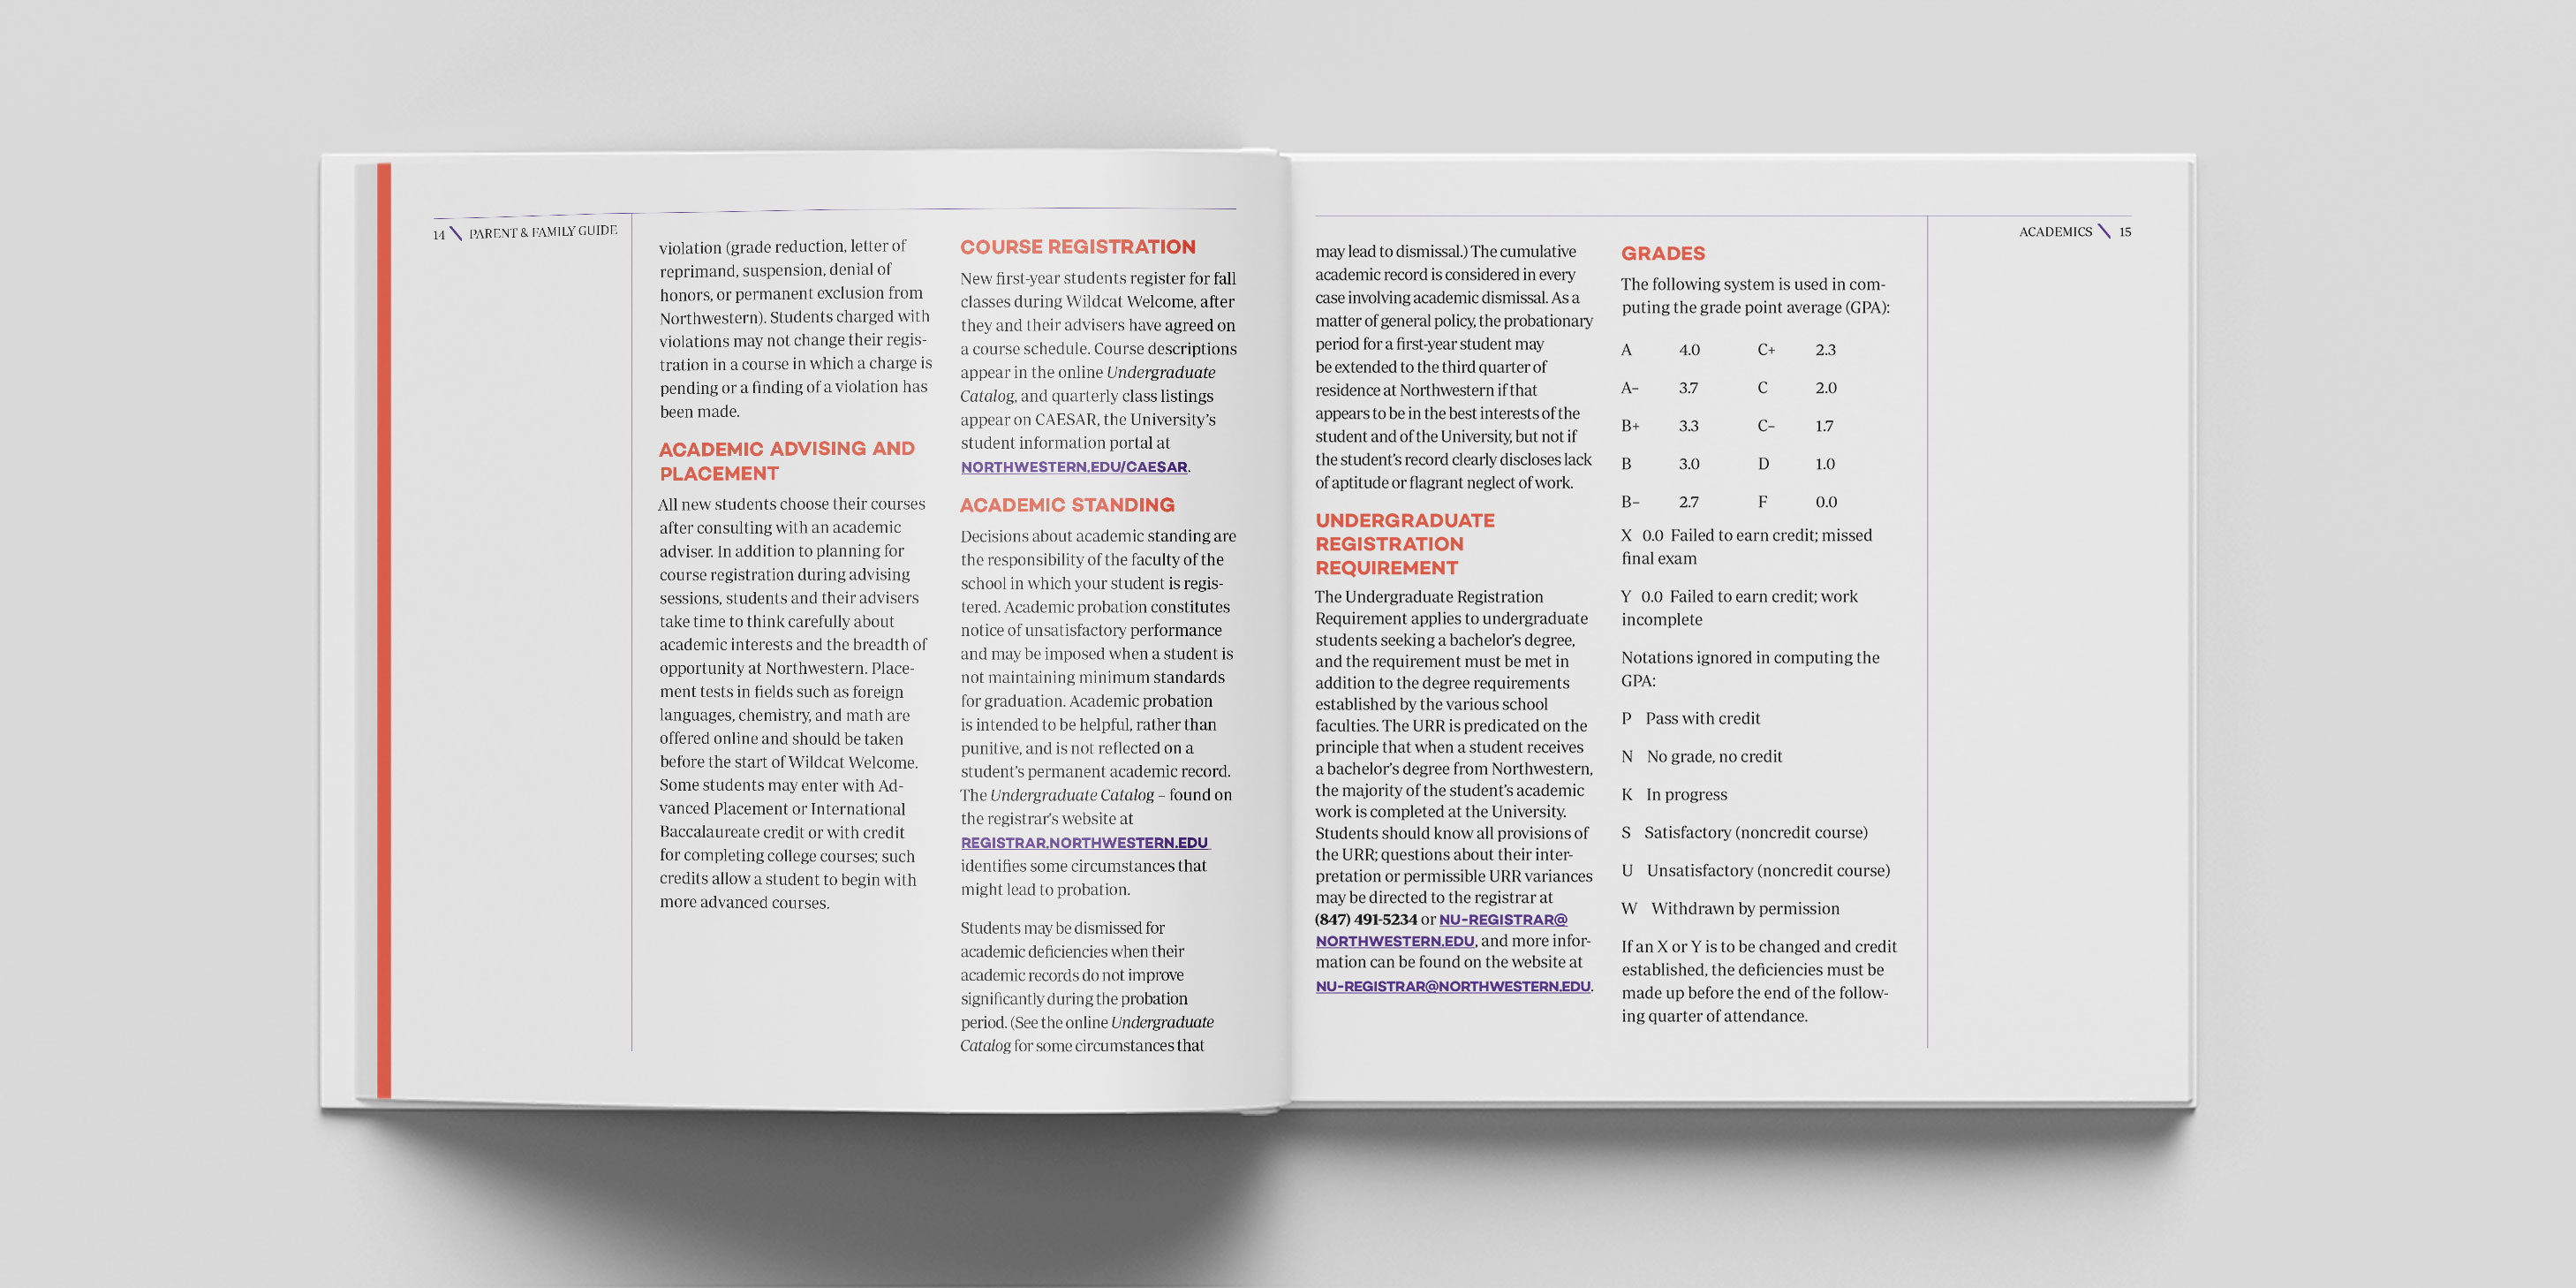 14 \ PARENT & FAMILY GUIDE
violation (grade reduction, letter of
reprimand, suspension, denial of
honors, or permanent exclusion from
Northwestern). Students charged with
violations may not change their regis-
tration in a course in which a charge is
pending or a finding of a violation has
been made.
ACADEMIC ADVISING AND
PLACEMENT
All new students choose their courses
after consulting with an academic
adviser. In addition to planning for
course registration during advising
sessions, students and their advisers
take time to think carefully about
academic interests and the breadth of
opportunity at Northwestern. Place-
ment tests in fields such as foreign
languages, chemistry, and math are
offered online and should be taken
before the start of Wildcat Welcome.
Some students may enter with Ad-
vanced Placement or International
Baccalaureate credit or with credit
for completing college courses; such
credits allow a student to begin with
more advanced courses.
COURSE REGISTRATION
New first-year students register for fall
classes during Wildcat Welcome, after
they and their advisers have agreed on
a course schedule. Course descriptions
appear in the online Undergraduate
Catalog, and quarterly class listings
appear on CAESAR, the University's
student information portal at
NORTHWESTERN.EDU/CAESAR.
ACADEMIC STANDING
Decisions about academic standing are
the responsibility of the faculty of the
school in which your student is regis-
tered. Academic probation constitutes
notice of unsatisfactory performance
and may be imposed when a student is
not maintaining minimum standards
for graduation. Academic probation
is intended to be helpful, rather than
punitive, and is not reflected on a
student's permanent academic record.
The Undergraduate Catalog – found on
the registrar's website at
REGISTRAR.NORTHWESTERN.EDU
identifies some circumstances that
might lead to probation.
Students may be dismissed for
academic deficiencies when their
academic records do not improve
significantly during the probation
period. (See the online Undergraduate
Catalog for some circumstances that
ACADEMICS \ 15
may lead to dismissal.) The cumulative
academic record is considered in every
case involving academic dismissal. As a
matter of general policy, the probationary
period for a first-year student may
be extended to the third quarter of
residence at Northwestern if that
appears to be in the best interests of the
student and of the University, but not if
the student's record clearly discloses lack
of aptitude or flagrant neglect of work.
UNDERGRADUATE
REGISTRATION
REQUIREMENT
The Undergraduate Registration
Requirement applies to undergraduate
students seeking a bachelor's degree,
and the requirement must be met in
addition to the degree requirements
established by the various school
faculties. The URR is predicated on the
principle that when a student receives
a bachelor's degree from Northwestern,
the majority of the student's academic
work is completed at the University.
Students should know all provisions of
the URR; questions about their inter-
pretation or permissible URR variances
may be directed to the registrar at
(847) 491-5234 or NU-REGISTRAR@
NORTHWESTERN.EDU, and more infor-
mation can be found on the website at
NU-REGISTRAR@NORTHWESTERN.EDU.
GRADES
The following system is used in com-
puting the grade point average (GPA):
A 4.0 C+ 2.3
A– 3.7 C 2.0
B+ 3.3 C– 1.7
B 3.0 D 1.0
B– 2.7 F 0.0
X 0.0 Failed to earn credit; missed
final exam
Y 0.0 Failed to earn credit; work
incomplete
Notations ignored in computing the
GPA:
P Pass with credit
N No grade, no credit
K In progress
S Satisfactory (noncredit course)
U Unsatisfactory (noncredit course)
W Withdrawn by permission
If an X or Y is to be changed and credit
established, the deficiencies must be
made up before the end of the follow-
ing quarter of attendance.